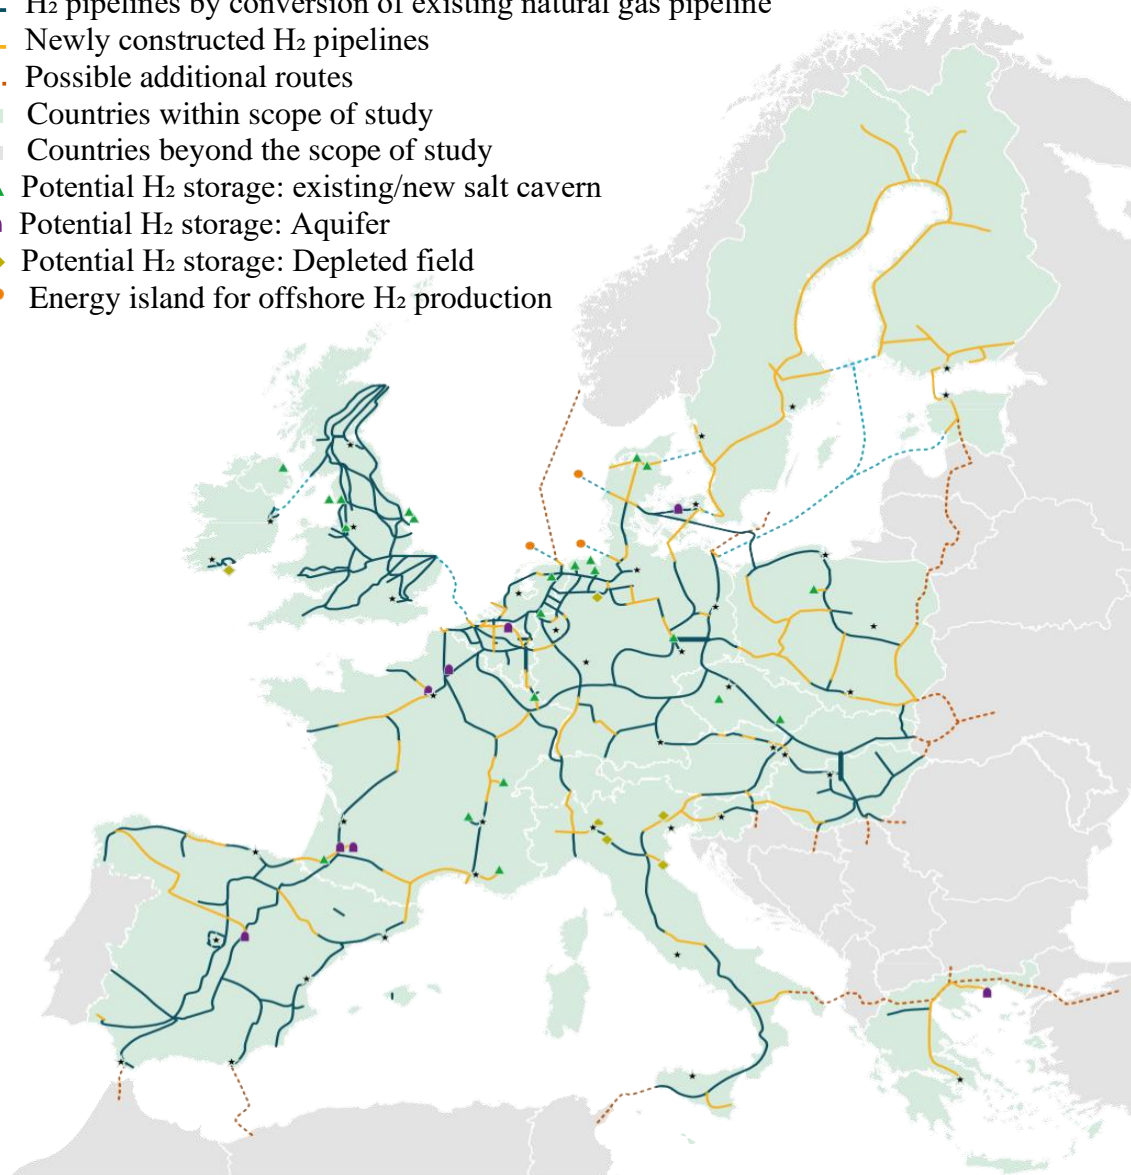 H₂ pipelines by conversion of existing natural gas pipeline
Newly constructed H₂ pipelines
Possible additional routes
Countries within scope of study
Countries beyond the scope of study
Potential H₂ storage: existing/new salt cavern
Potential H₂ storage: Aquifer
Potential H₂ storage: Depleted field
Energy island for offshore H₂ production